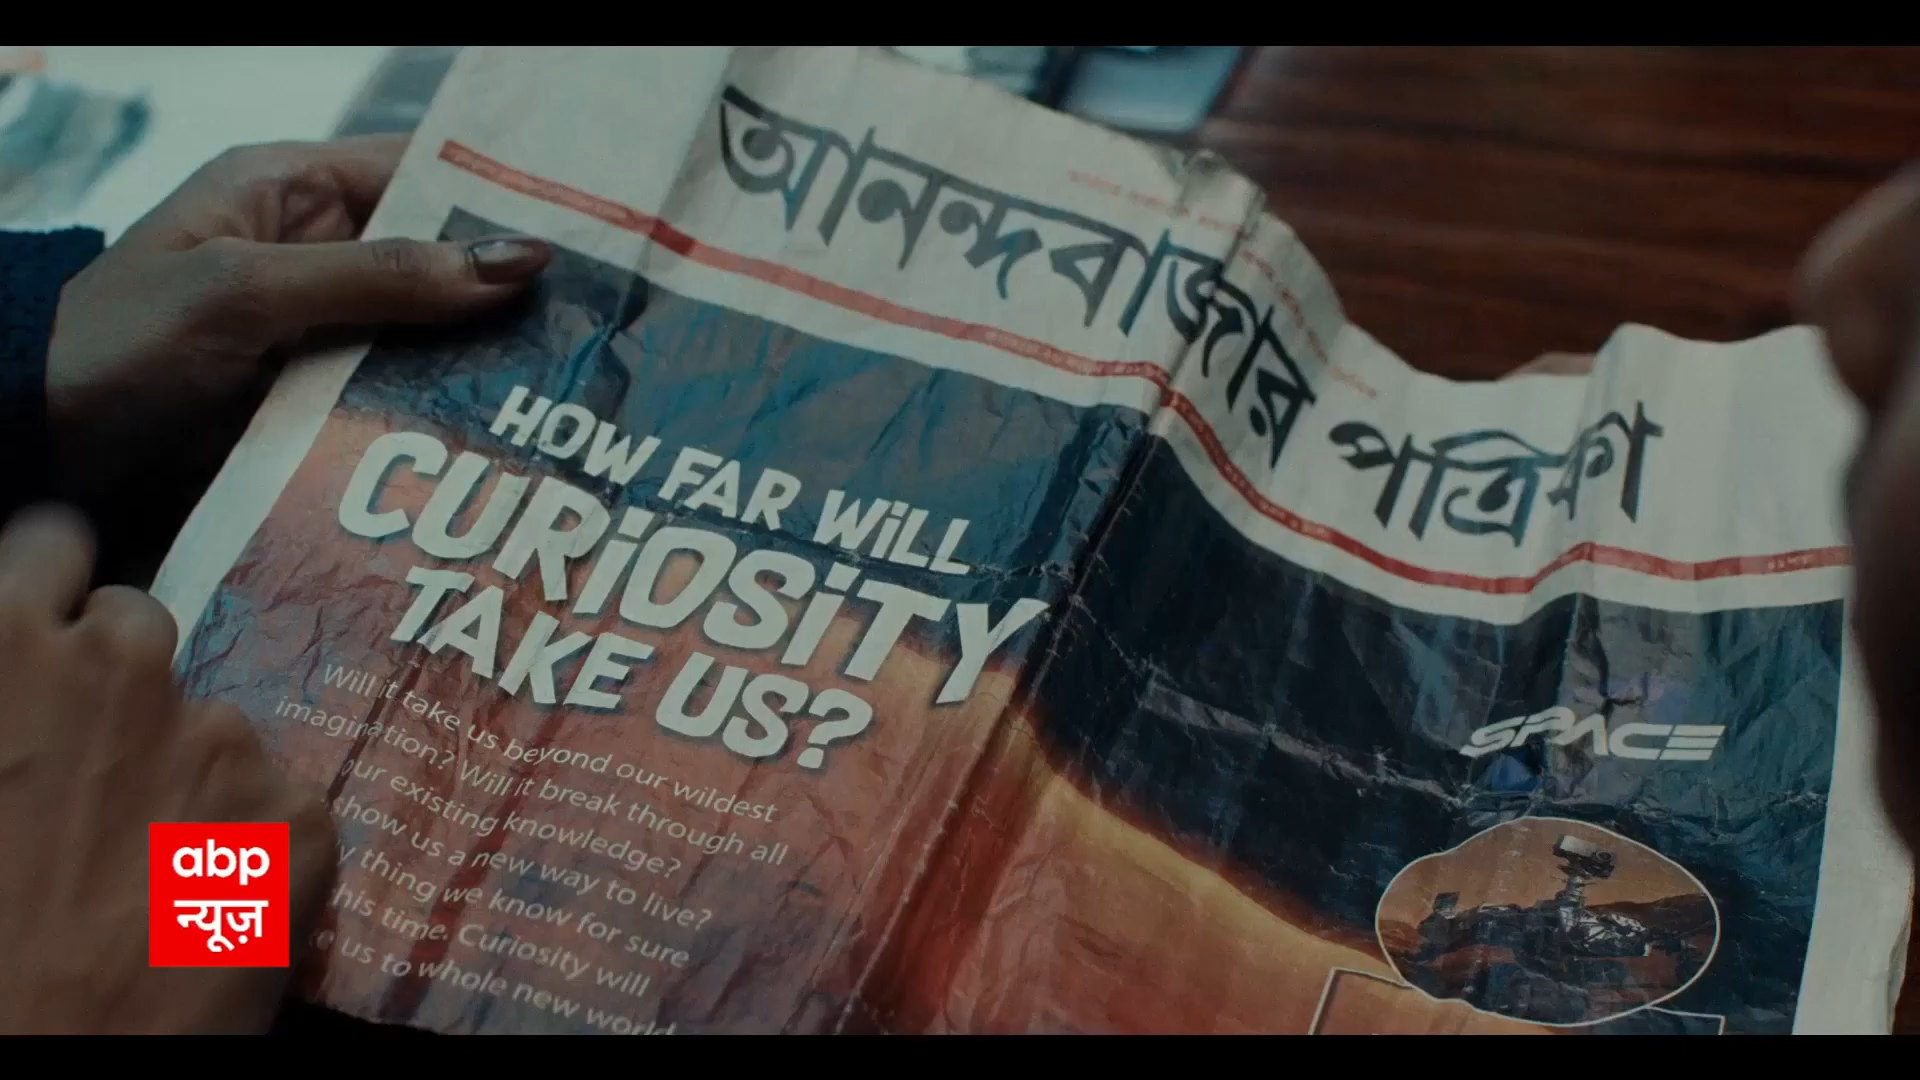 আনন্দবাজার পত্রিকা
HOW FAR WiLL
CURiOSiTY
TAKE US?
Will it take us beyond our wildest
imagination? Will it break through all
our existing knowledge?
show us a new way to live?
thing we know for sure
this time. Curiosity will
us to whole new world
SPACE
abp
न्यूज़